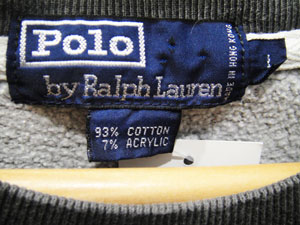 Polo
by Ralph Lauren
MADE IN HONG KONG
L
93% COTTON
7% ACRYLIC